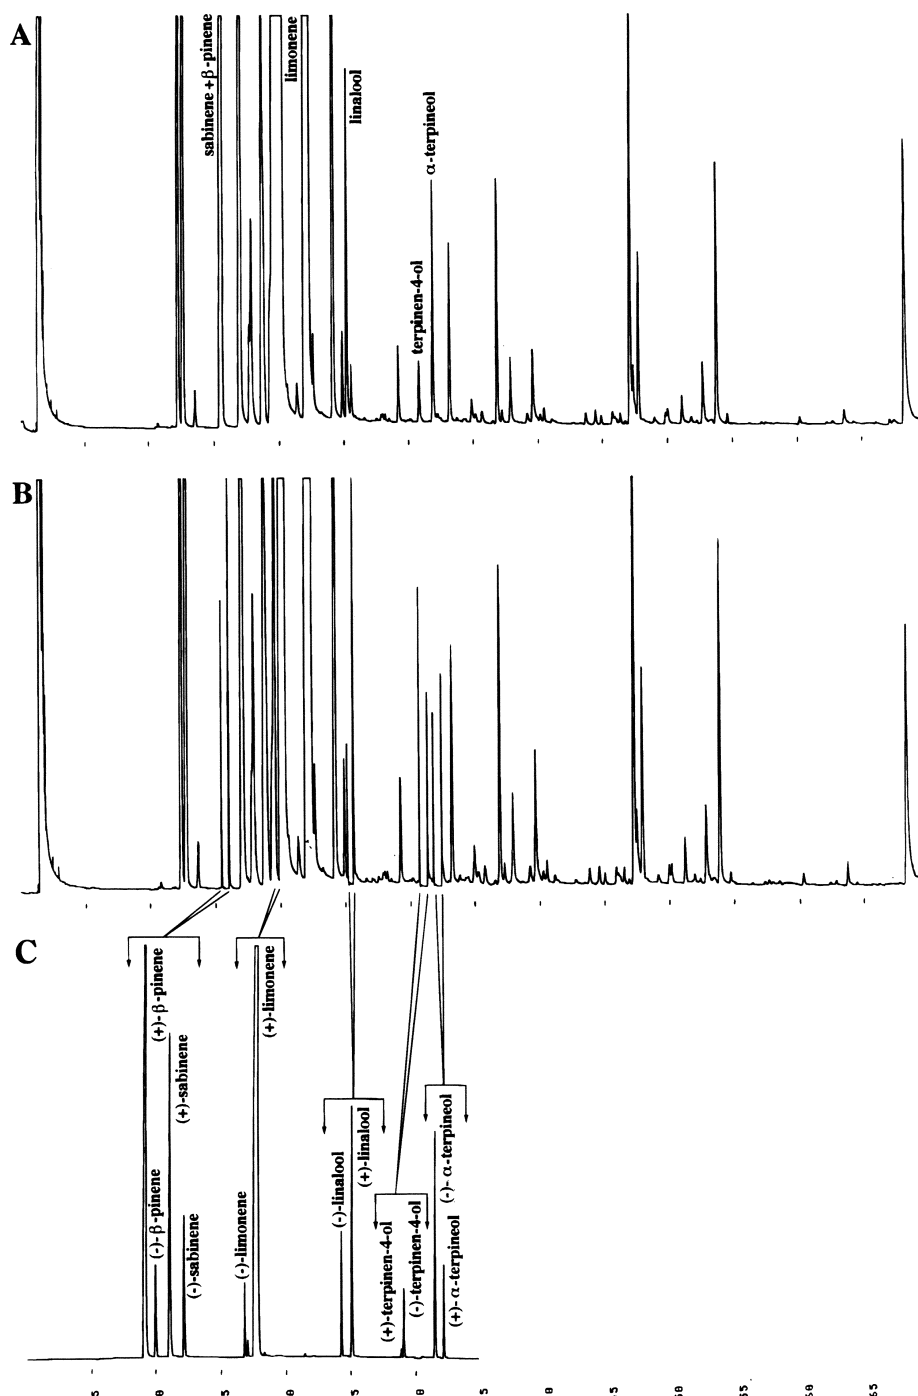 A
sabinene +β-pinene
limonene
linalool
α-terpineol
terpinen-4-ol
B
C
(+)-β-pinene
(-)-β-pinene
(+)-sabinene
(-)-sabinene
(-)-limonene
(+)-limonene
(-)-linalool
(+)-linalool
(+)-terpinen-4-ol
(-)-terpinen-4-ol
(-)-α-terpineol
(+)-α-terpineol